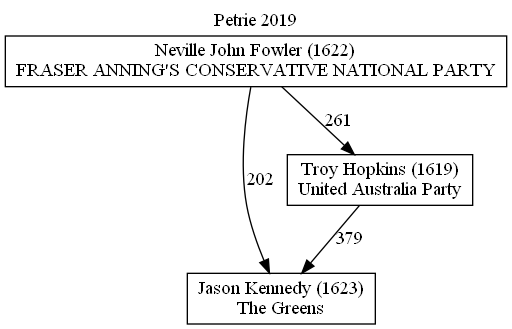 Petrie 2019
Neville John Fowler (1622)
FRASER ANNING'S CONSERVATIVE NATIONAL PARTY
261
Troy Hopkins (1619)
United Australia Party
202
379
Jason Kennedy (1623)
The Greens